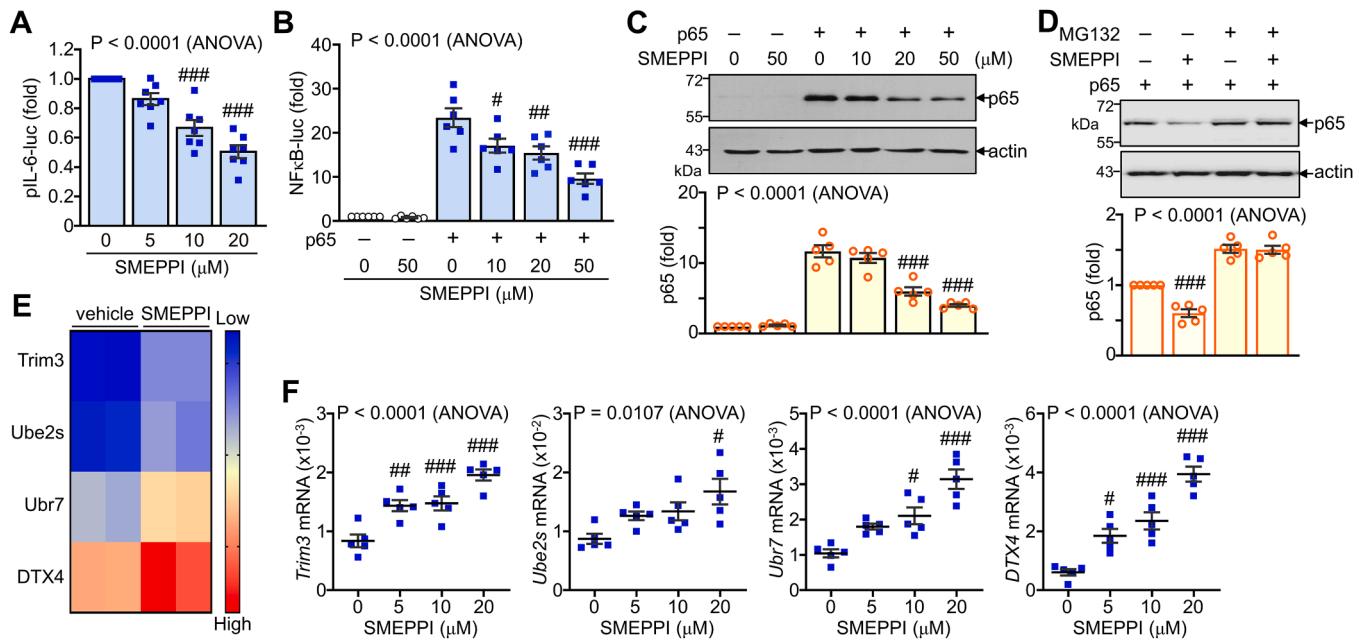 A
P < 0.0001 (ANOVA)
pIL-6-luc (fold)
1.2
1.0
0.8
0.6
0.4
0.2
0
###
###
0 5 10 20
SMEPPI (μM)
B
P < 0.0001 (ANOVA)
NFκB-luc (fold)
40
30
20
10
0
# ## ###
p65 – – + + + +
0 50 0 10 20 50
SMEPPI (μM)
C
p65 – – + + + +
SMEPPI 0 50 0 10 20 50 (μM)
72
55
p65
43
actin
kDa
P < 0.0001 (ANOVA)
p65 (fold)
20
10
0
### ###
D
MG132 – – + +
SMEPPI – + – +
p65 + + + +
72
kDa
55
p65
43
actin
P < 0.0001 (ANOVA)
p65 (fold)
2
1
0
###
E
vehicle SMEPPI
Low
Trim3
Ube2s
Ubr7
DTX4
High
F
P < 0.0001 (ANOVA)
Trim3 mRNA (x10-3)
3
2
1
0
## ### ###
0 5 10 20
SMEPPI (μM)
P = 0.0107 (ANOVA)
Ube2s mRNA (x10-2)
3
2
1
0
#
0 5 10 20
SMEPPI (μM)
P < 0.0001 (ANOVA)
Ubr7 mRNA (x10-3)
5
4
3
2
1
0
# ###
0 5 10 20
SMEPPI (μM)
P < 0.0001 (ANOVA)
DTX4 mRNA (x10-3)
6
5
4
3
2
1
0
# ### ###
0 5 10 20
SMEPPI (μM)